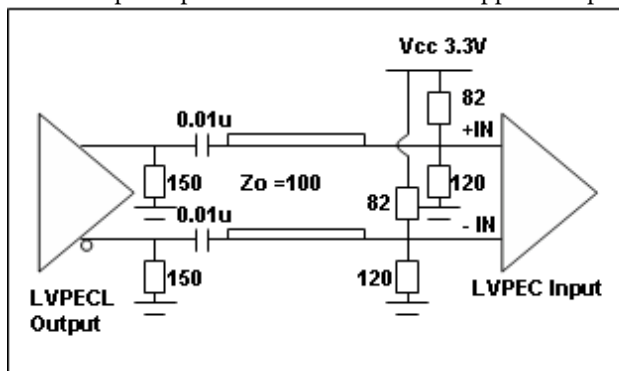 Vcc 3.3V
82
0.01u
+IN
150
Zo =100
120
82
0.01u
- IN
150
120
LVPECL
Output
LVPEC Input